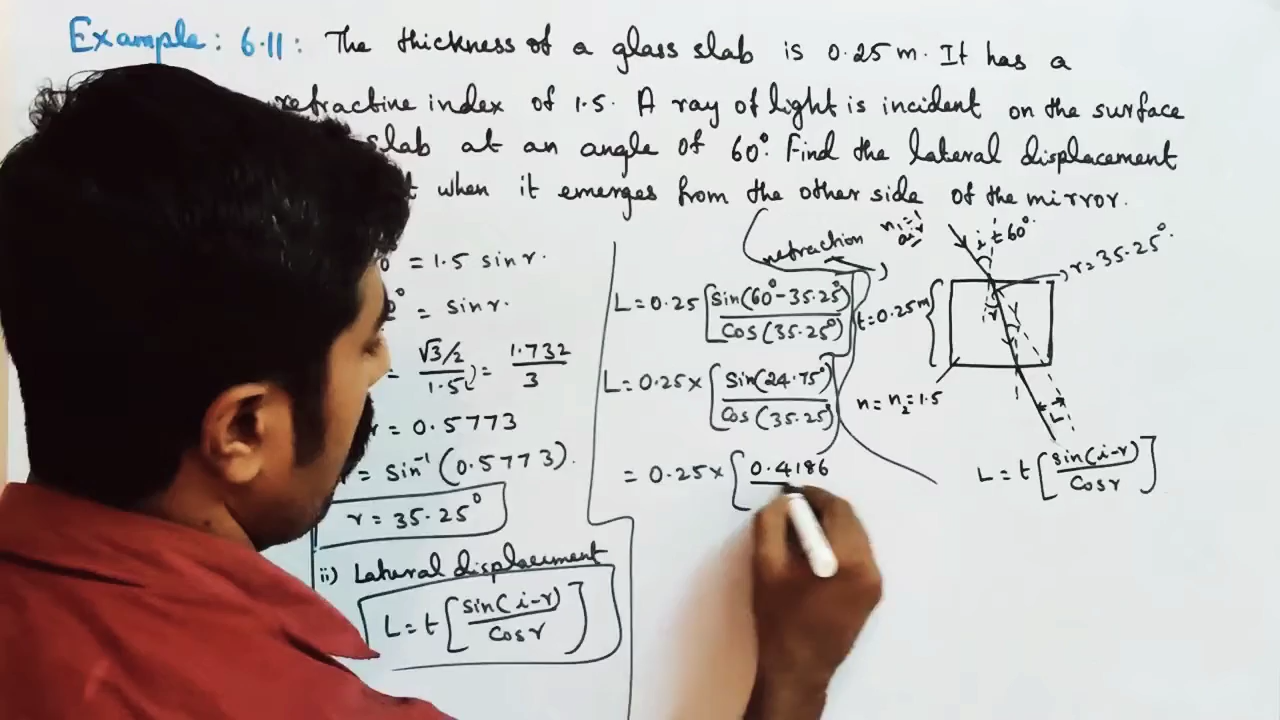 Example: 6.11: The thickness of a glass slab is 0.25 m. It has a
refractive index of 1.5. A ray of light is incident on the surface
slab at an angle of 60°. Find the lateral displacement
t when it emerges from the other side of the mirror.
0° = 1.5 sin r.
0° = sin r.
= √3/2 / 1.5 = 1.732 / 3
r = 0.5773
r = Sin⁻¹ (0.5773).
r = 35.25°
ii) Lateral displacement
L = t [sin(i-r) / Cos r]
L = 0.25 [sin(60° - 35.25°) / Cos(35.25°)
L = 0.25 × [Sin(24.75°) / Cos(35.25°)
= 0.25 × [0.4186
refraction
n₁ = 1
air
i = 60°
r = 35.25°
t = 0.25 m
r
n = n₂ = 1.5
L
L = t [sin(i-r) / Cos r]